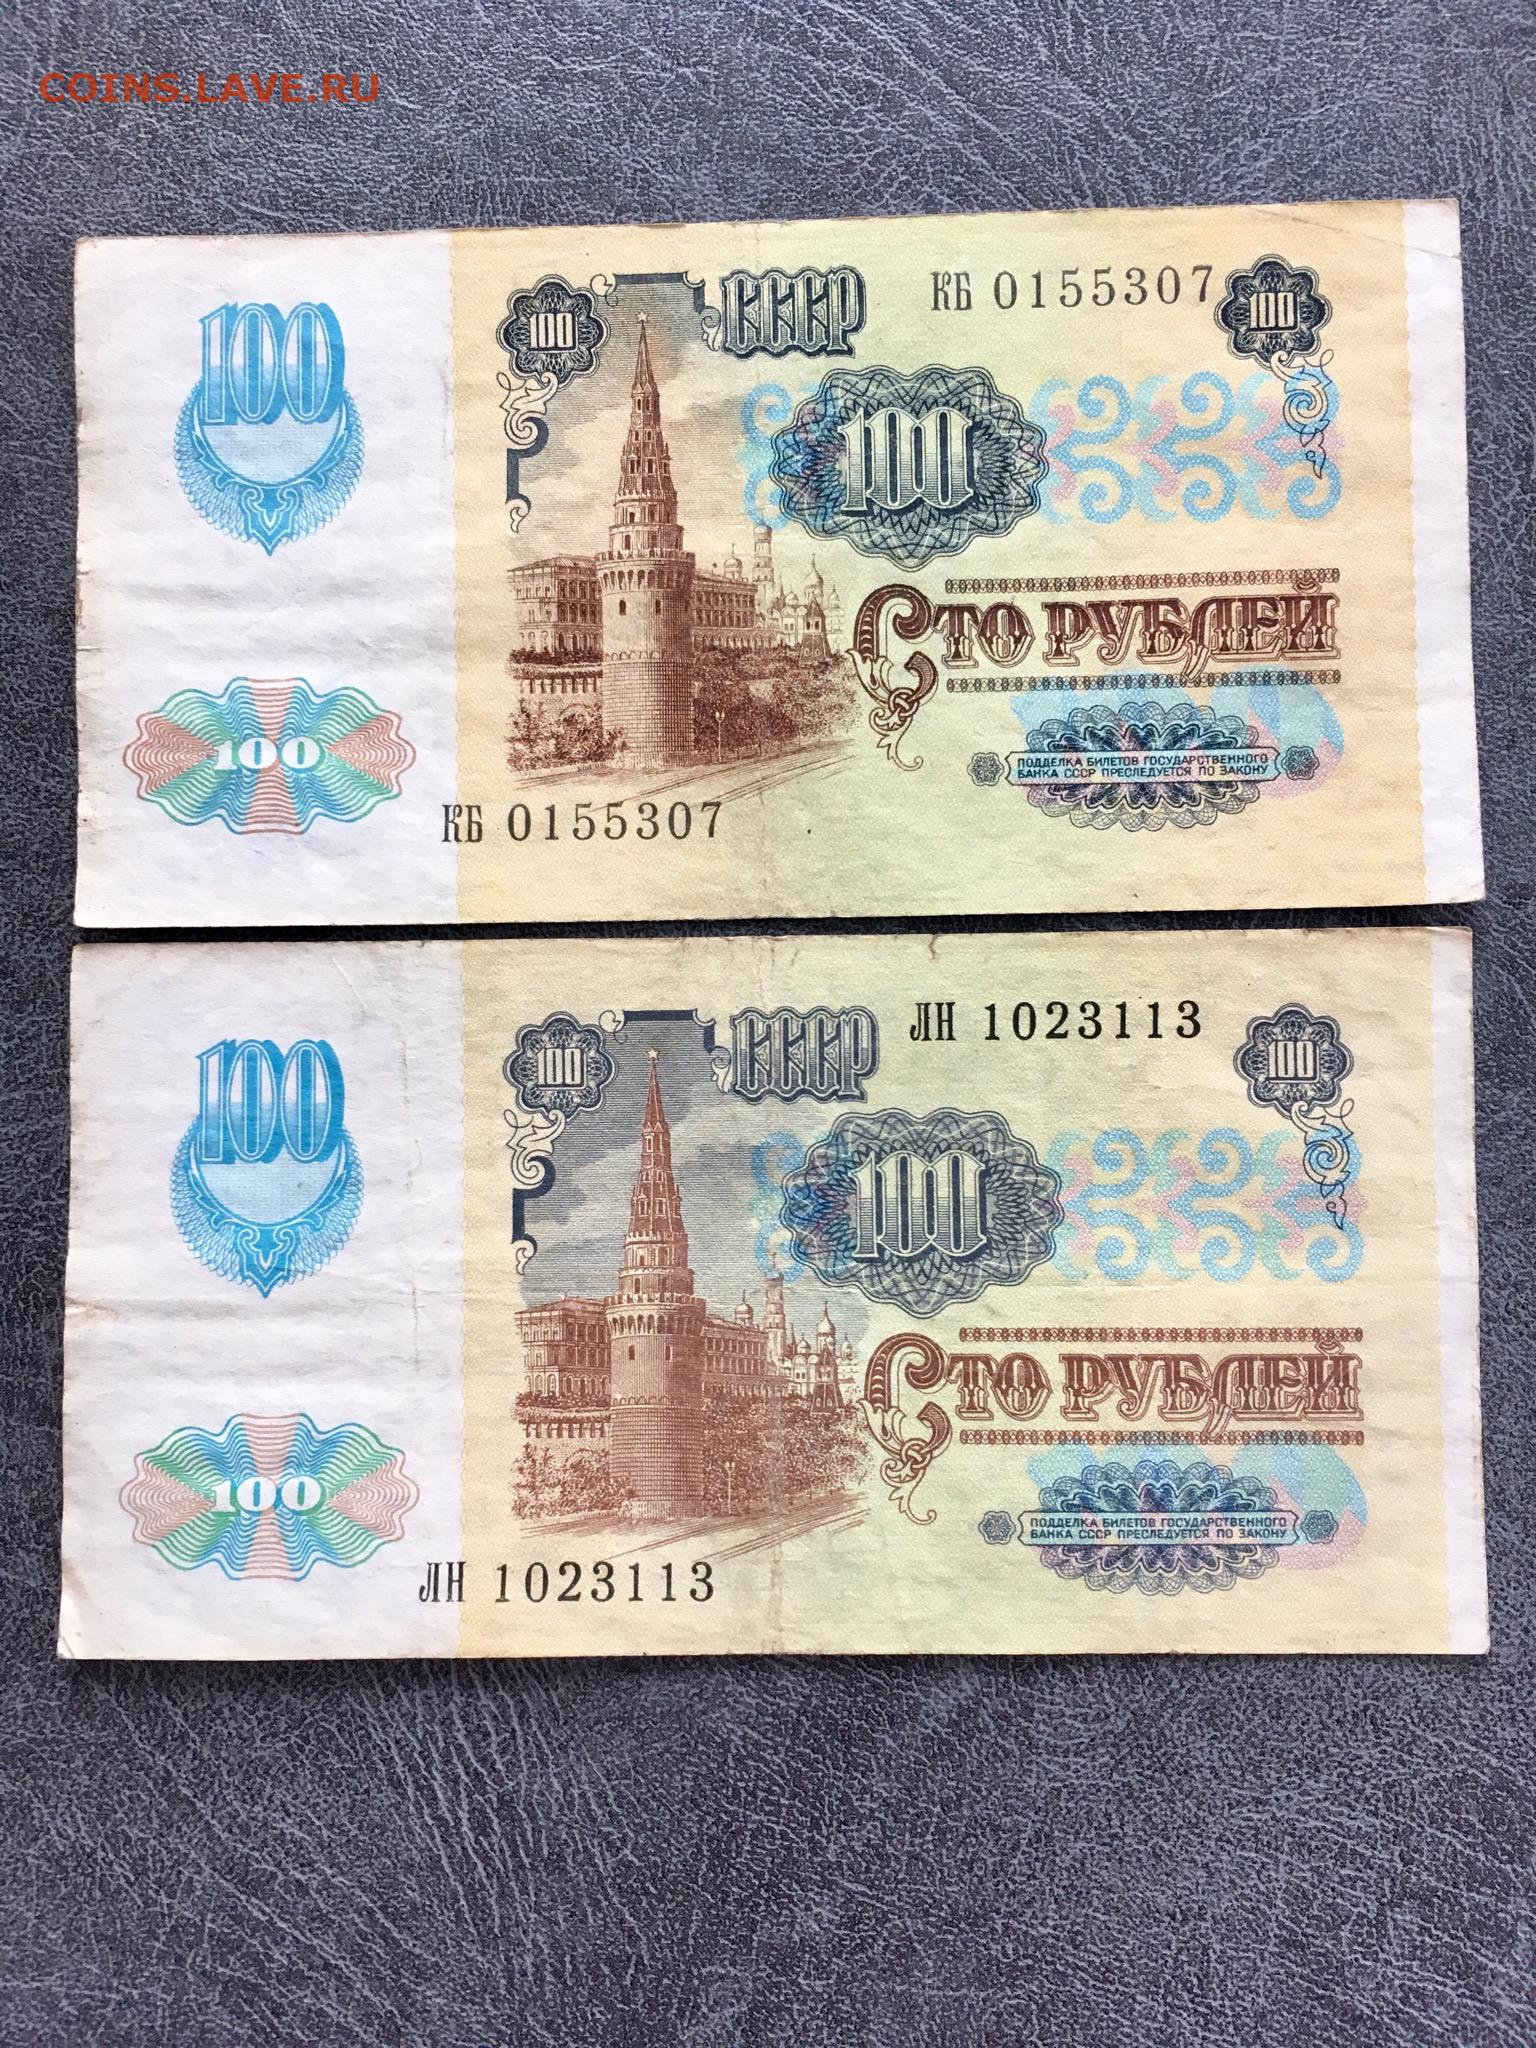 COINS.LAVE.RU
100
100
СССР
КБ 0155307
100
100
СТО РУБЛЕЙ
100
ПОДДЕЛКА БИЛЕТОВ ГОСУДАРСТВЕННОГО
БАНКА СССР ПРЕСЛЕДУЕТСЯ ПО ЗАКОНУ
КБ 0155307
100
100
СССР
ЛН 1023113
100
100
СТО РУБЛЕЙ
100
ПОДДЕЛКА БИЛЕТОВ ГОСУДАРСТВЕННОГО
БАНКА СССР ПРЕСЛЕДУЕТСЯ ПО ЗАКОНУ
ЛН 1023113